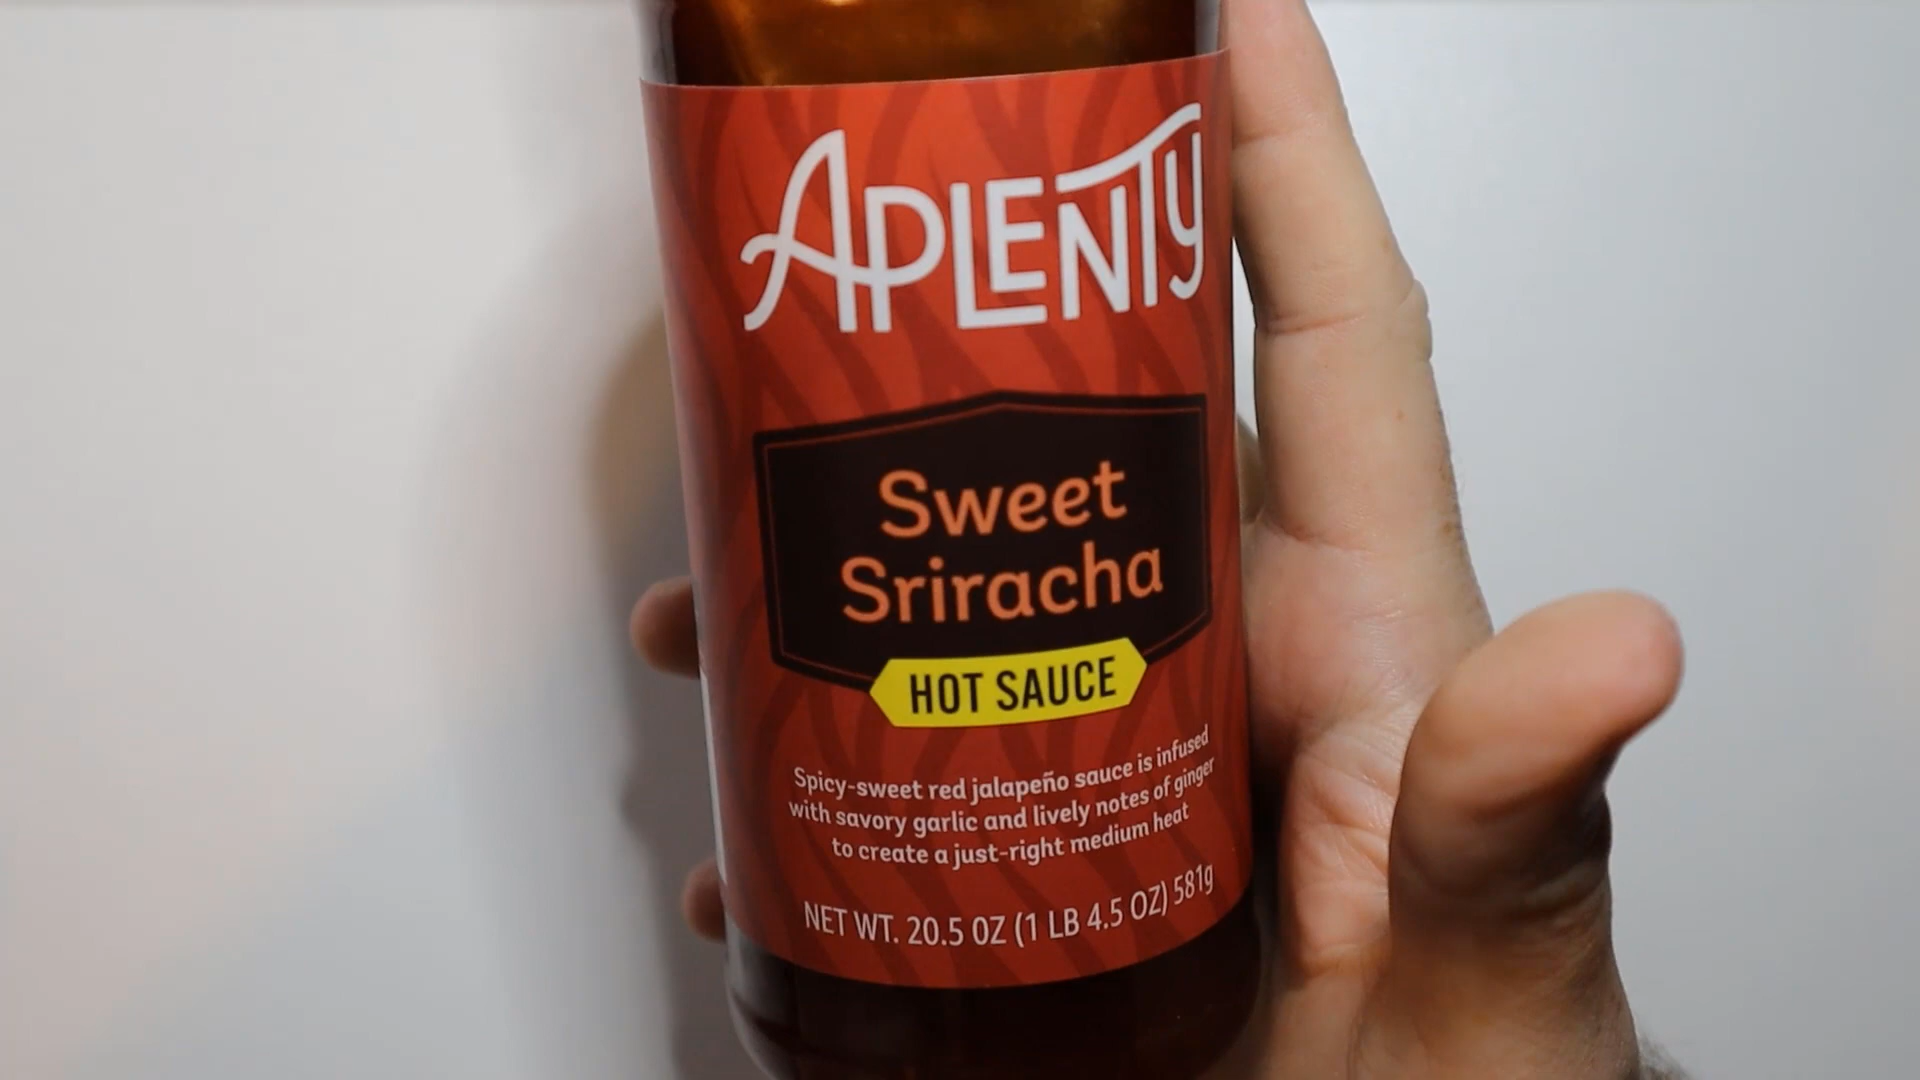 APLENTY
Sweet
Sriracha
HOT SAUCE
Spicy-sweet red jalapeño sauce is infused
with savory garlic and lively notes of ginger
to create a just-right medium heat
NET WT. 20.5 OZ (1 LB 4.5 OZ) 581g